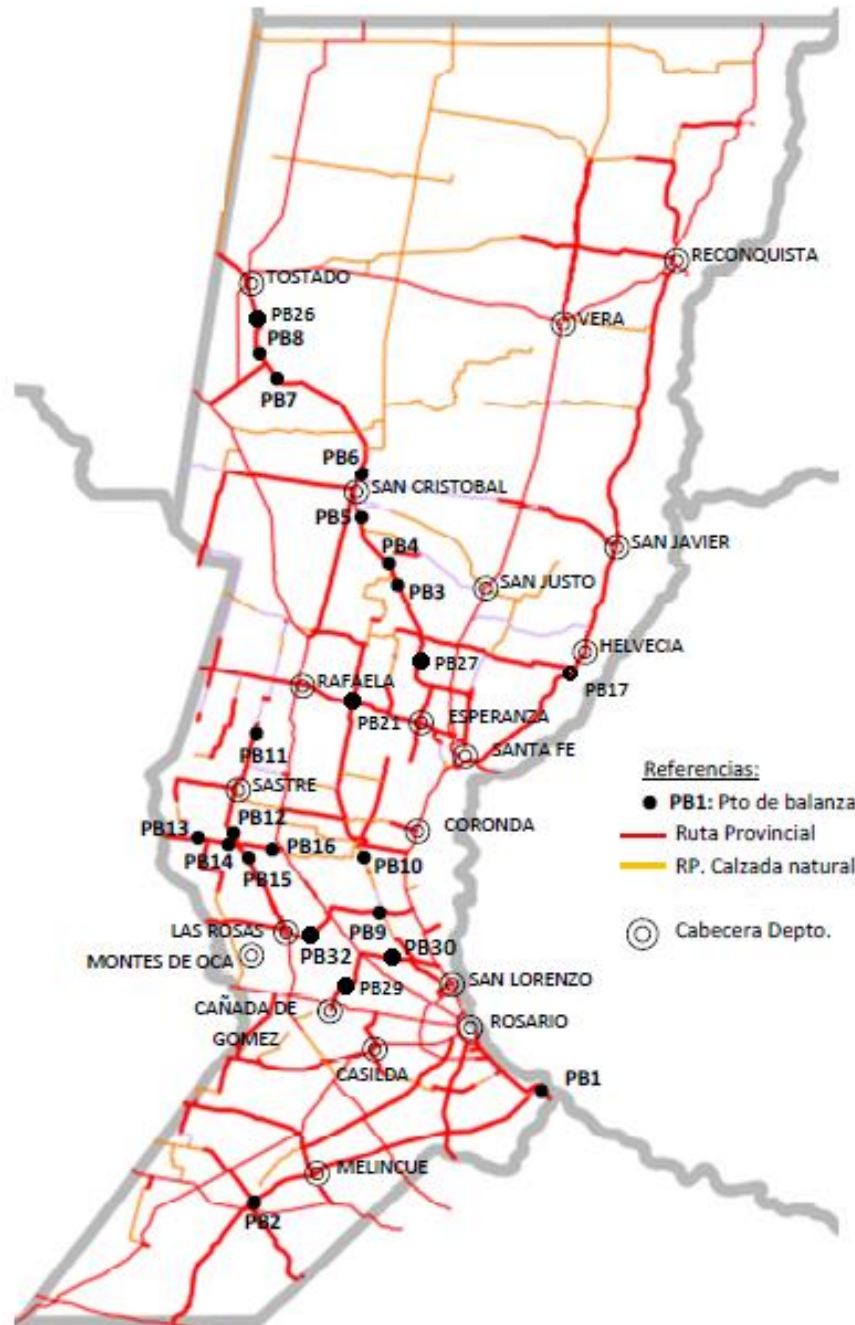 RECONQUISTA
TOSTADO
PB26
VERA
PB8
PB7
PB6
SAN CRISTOBAL
PB5
SAN JAVIER
PB4
SAN JUSTO
PB3
HELVECIA
PB27
PB17
RAFAELA
PB21
ESPERANZA
PB11
SANTA FE
Referencias:
PB1: Pto de balanza
Ruta Provincial
RP. Calzada natural
Cabecera Depto.
SASTRE
PB12
CORONDA
PB13
PB14
PB16
PB10
PB15
LAS ROSAS
PB9
PB32
PB30
MONTES DE OCA
SAN LORENZO
PB29
CAÑADA DE
GOMEZ
ROSARIO
CASILDA
PB1
MELINCUE
PB2